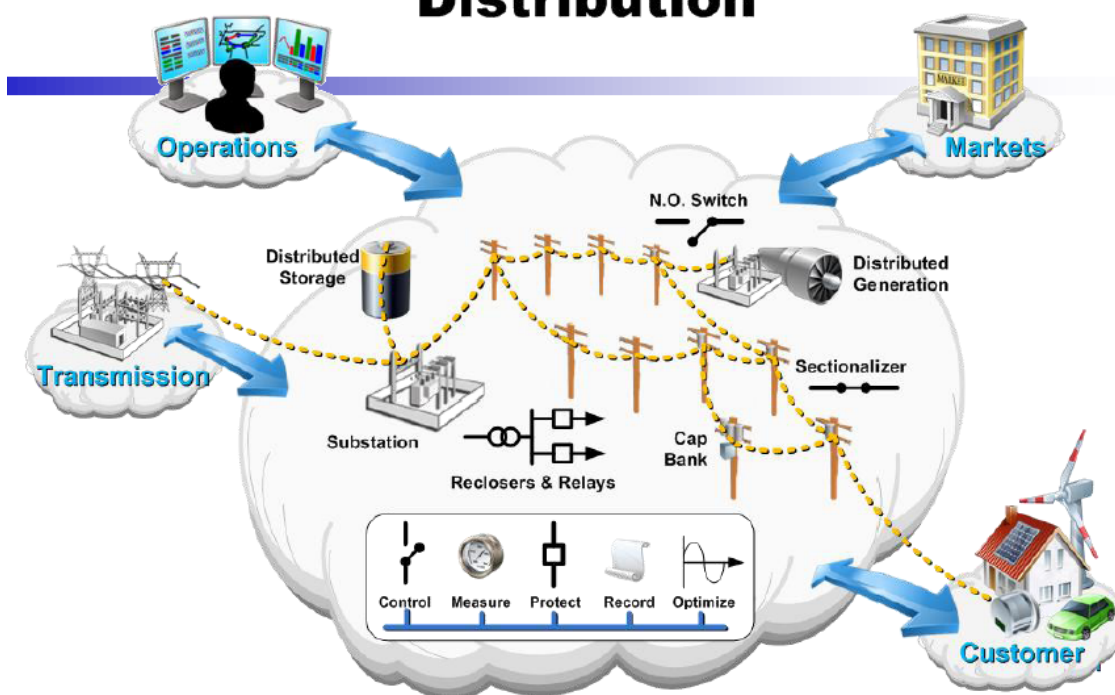 Distribution
Operations
MARKET
Markets
N.O. Switch
Distributed
Storage
Distributed
Generation
Transmission
Sectionalizer
Substation
Cap
Bank
Reclosers & Relays
Control Measure Protect Record Optimize
Customer